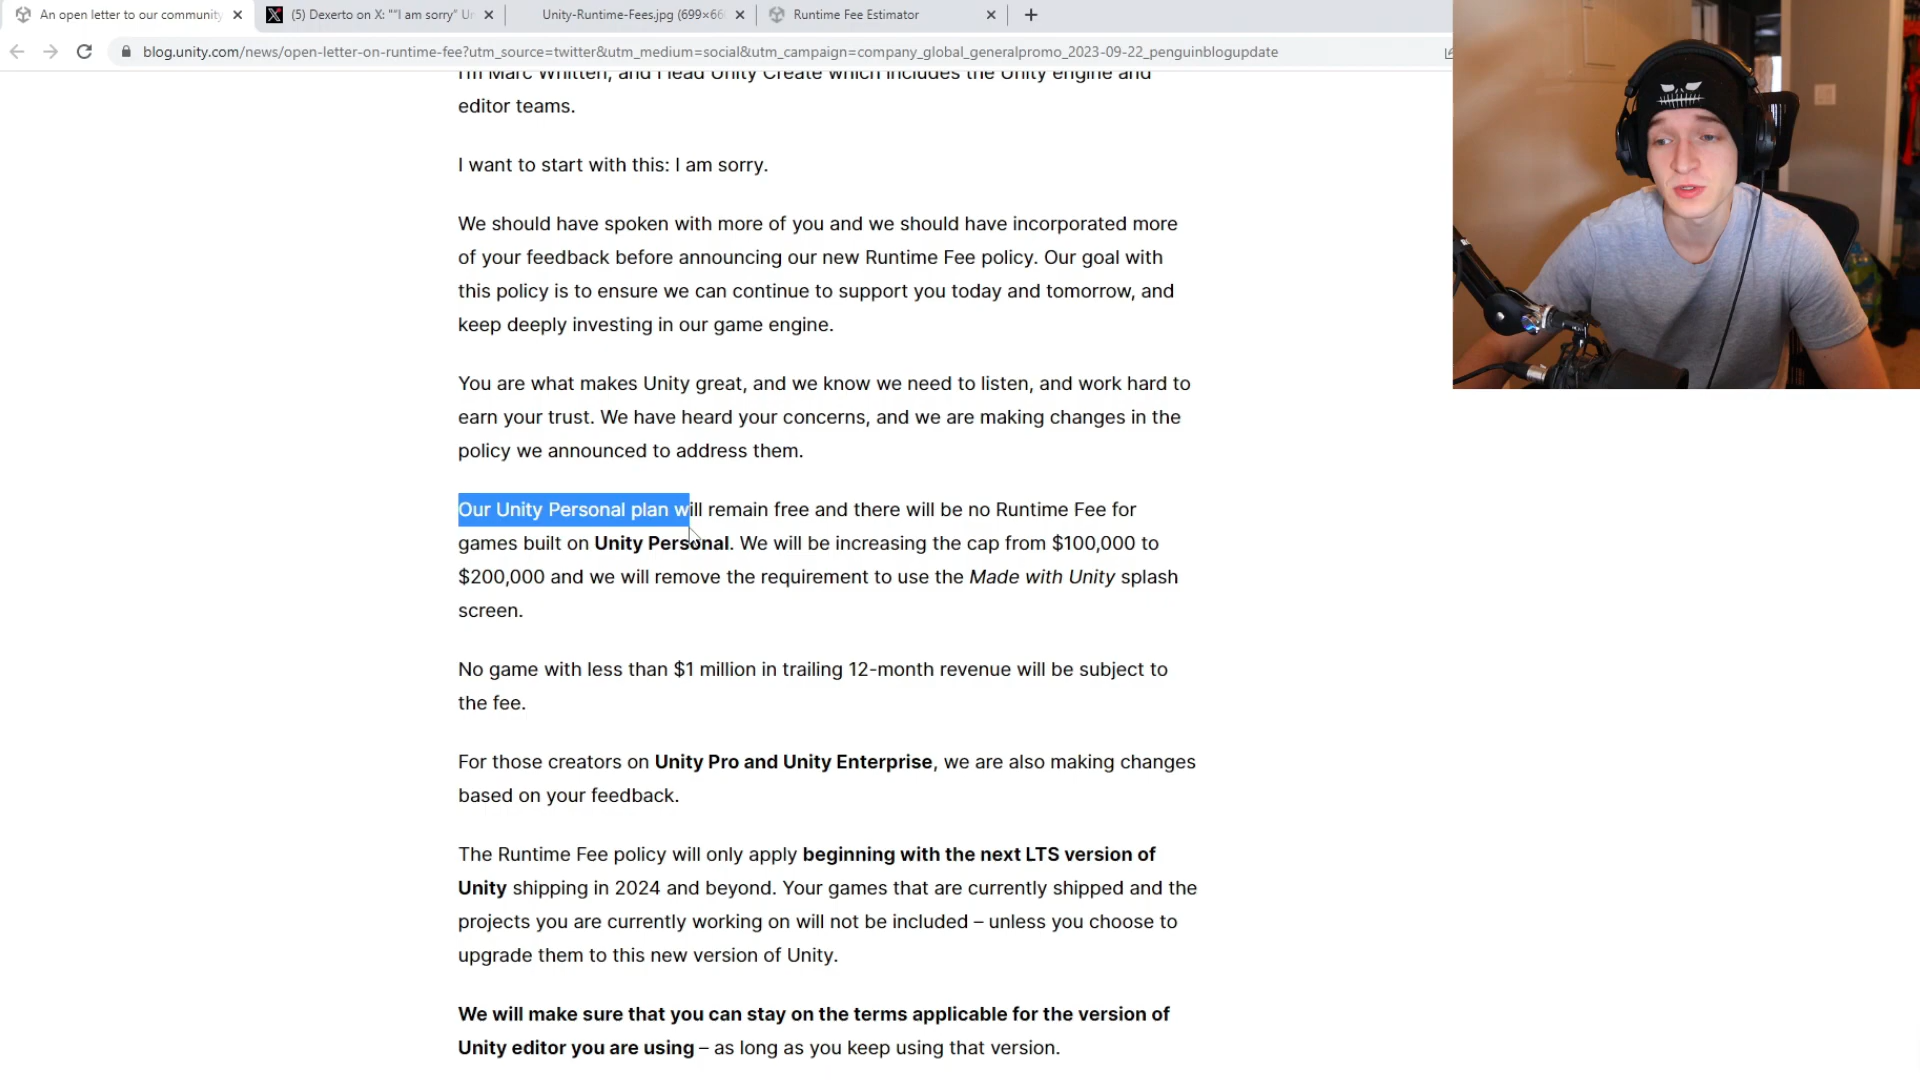 An open letter to our community
(5) Dexerto on X: ""I am sorry" U
Unity-Runtime-Fees.jpg (699×66
Runtime Fee Estimator
blog.unity.com/news/open-letter-on-runtime-fee?utm_source=twitter&utm_medium=social&utm_campaign=company_global_generalpromo_2023-09-22_penguinblogupdate
I'm Marc Whitten, and I lead Unity Create which includes the Unity engine and
editor teams.
I want to start with this: I am sorry.
We should have spoken with more of you and we should have incorporated more
of your feedback before announcing our new Runtime Fee policy. Our goal with
this policy is to ensure we can continue to support you today and tomorrow, and
keep deeply investing in our game engine.
You are what makes Unity great, and we know we need to listen, and work hard to
earn your trust. We have heard your concerns, and we are making changes in the
policy we announced to address them.
Our Unity Personal plan will remain free and there will be no Runtime Fee for
games built on Unity Personal. We will be increasing the cap from $100,000 to
$200,000 and we will remove the requirement to use the Made with Unity splash
screen.
No game with less than $1 million in trailing 12-month revenue will be subject to
the fee.
For those creators on Unity Pro and Unity Enterprise, we are also making changes
based on your feedback.
The Runtime Fee policy will only apply beginning with the next LTS version of
Unity shipping in 2024 and beyond. Your games that are currently shipped and the
projects you are currently working on will not be included – unless you choose to
upgrade them to this new version of Unity.
We will make sure that you can stay on the terms applicable for the version of
Unity editor you are using – as long as you keep using that version.